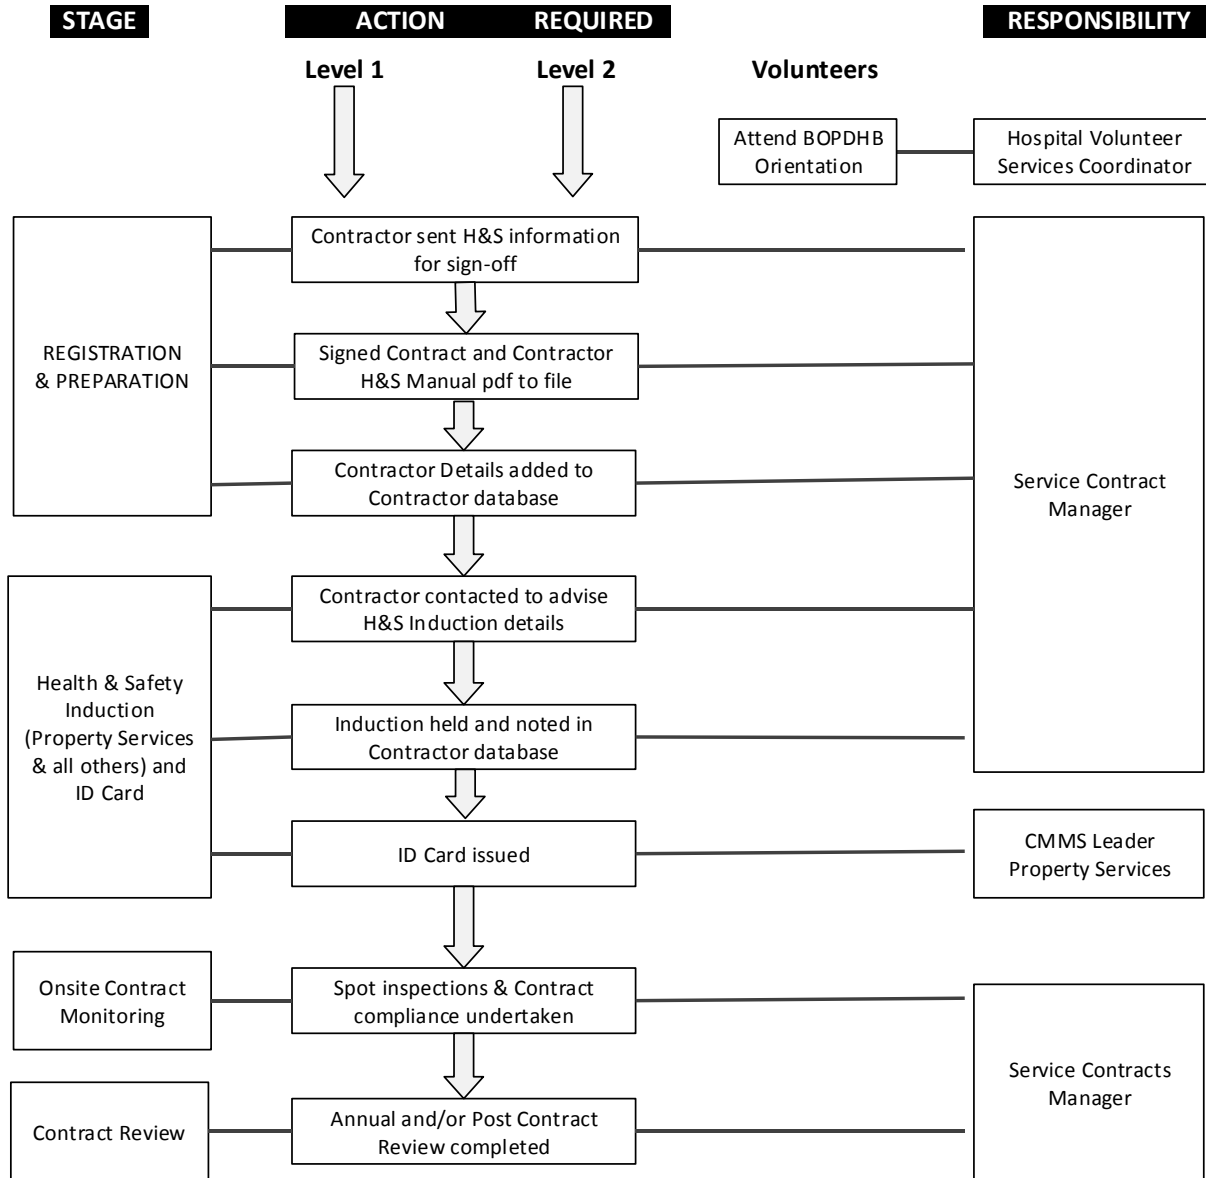 STAGE
ACTION REQUIRED
RESPONSIBILITY
Level 1
Level 2
Volunteers
Attend BOPDHB
Orientation
Hospital Volunteer
Services Coordinator
REGISTRATION
& PREPARATION
Contractor sent H&S information
for sign-off
Signed Contract and Contractor
H&S Manual pdf to file
Contractor Details added to
Contractor database
Service Contract
Manager
Health & Safety
Induction
(Property Services
& all others) and
ID Card
Contractor contacted to advise
H&S Induction details
Induction held and noted in
Contractor database
ID Card issued
CMMS Leader
Property Services
Onsite Contract
Monitoring
Spot inspections & Contract
compliance undertaken
Service Contracts
Manager
Contract Review
Annual and/or Post Contract
Review completed